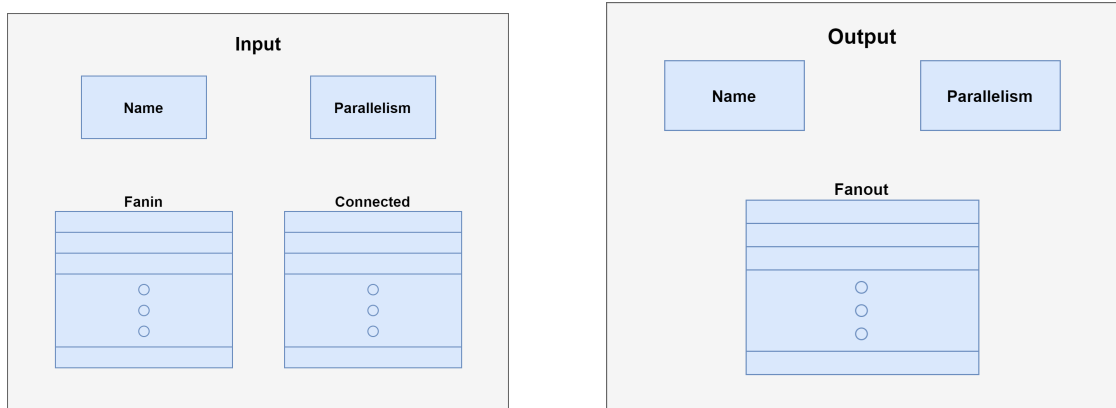 Input
Name
Parallelism
Fanin
Connected
Output
Name
Parallelism
Fanout